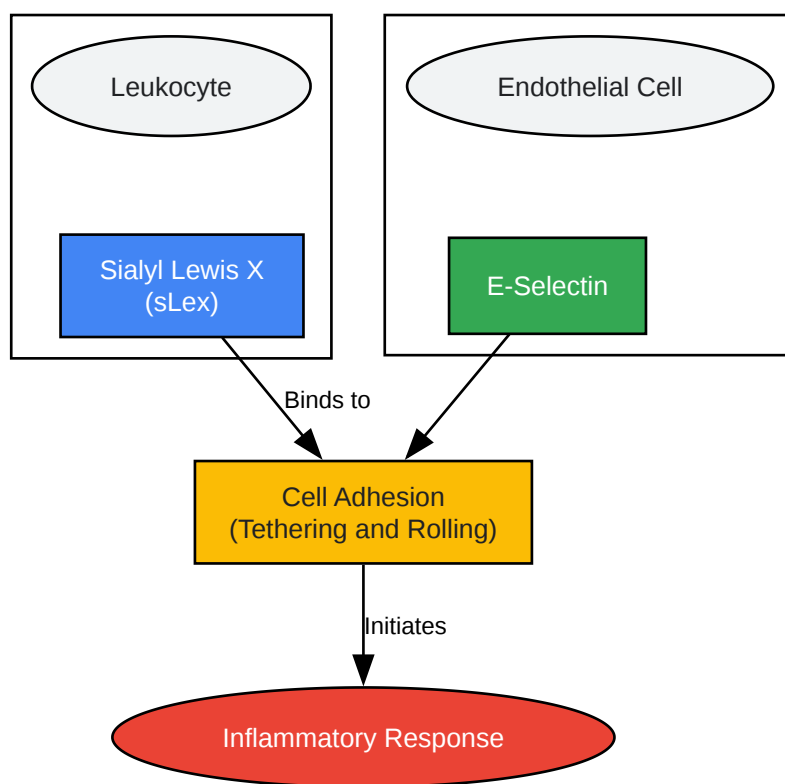 Leukocyte
Endothelial Cell
Sialyl Lewis X
(sLex)
E-Selectin
Binds to
Cell Adhesion
(Tethering and Rolling)
Initiates
Inflammatory Response